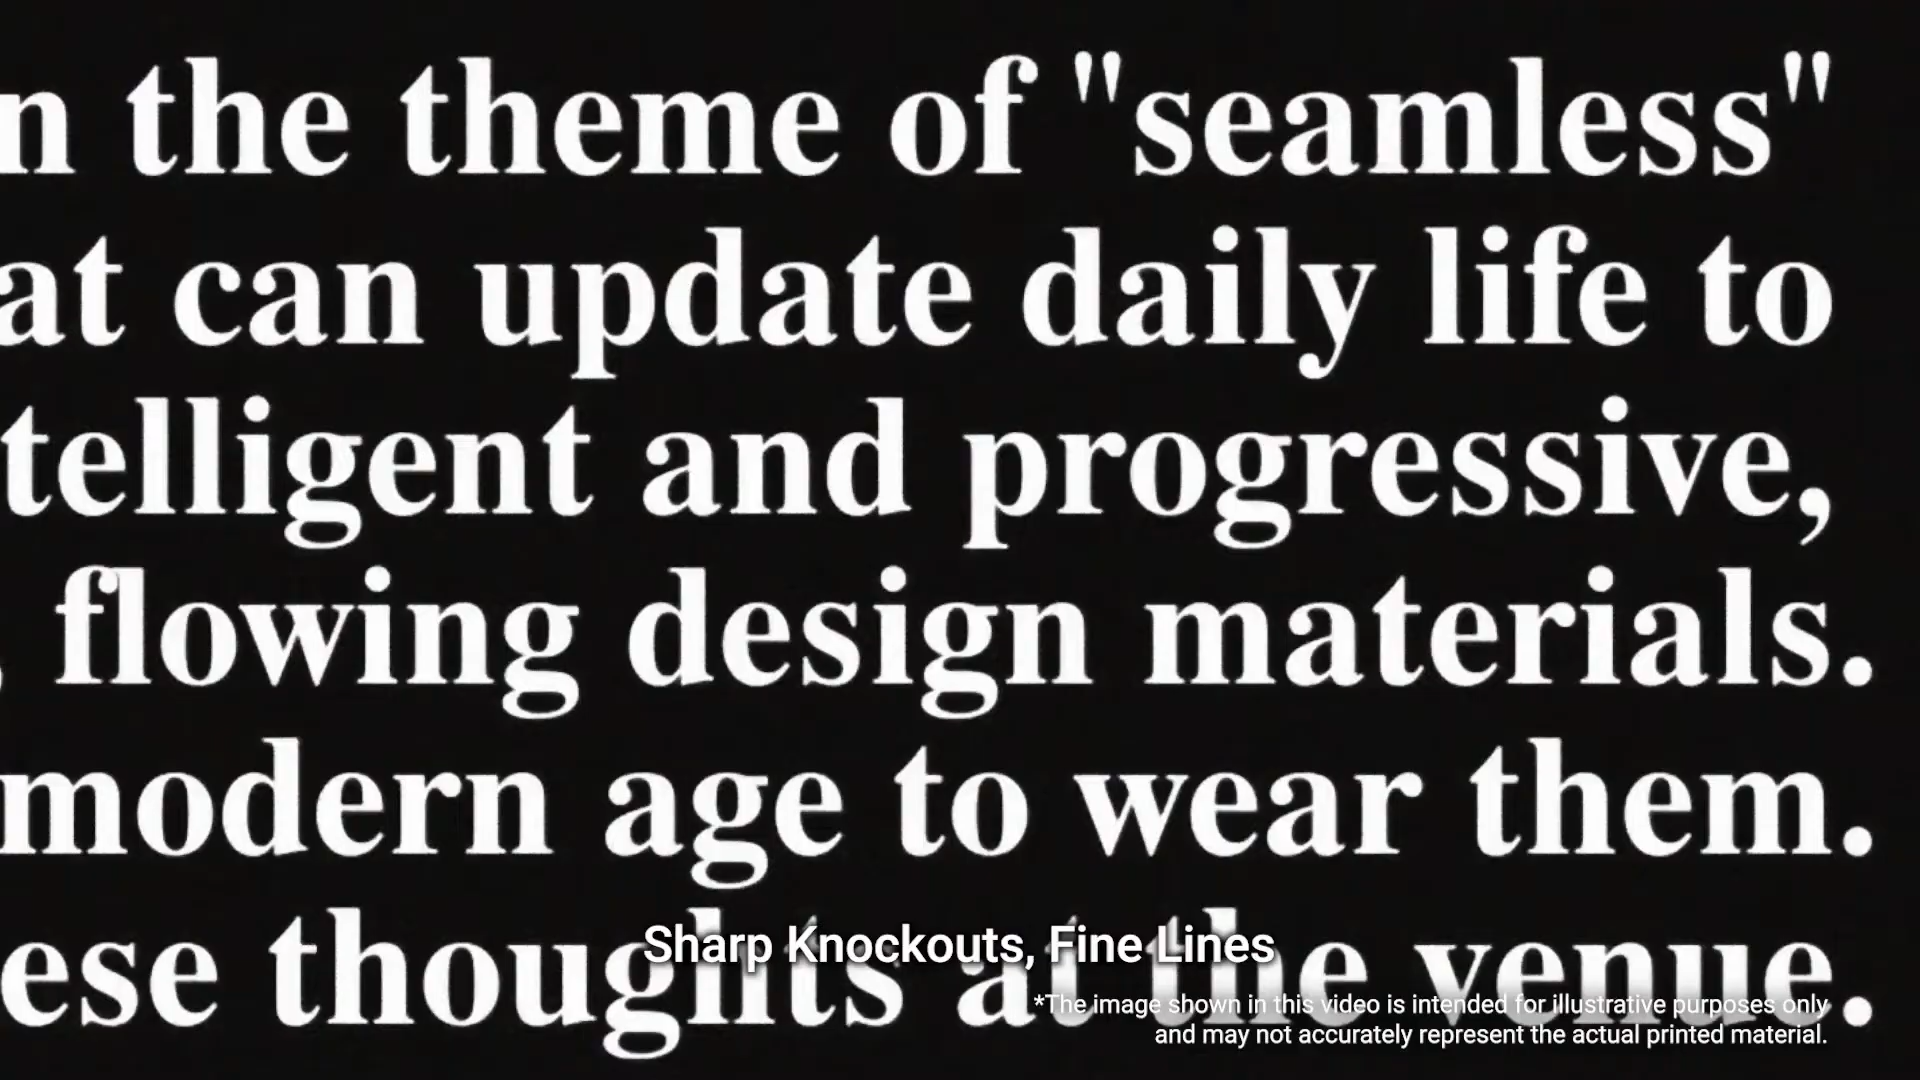 n the theme of "seamless"
at can update daily life to
telligent and progressive,
, flowing design materials.
modern age to wear them.
ese thoughts at the venue.
Sharp Knockouts, Fine Lines
*The image shown in this video is intended for illustrative purposes only
and may not accurately represent the actual printed material.